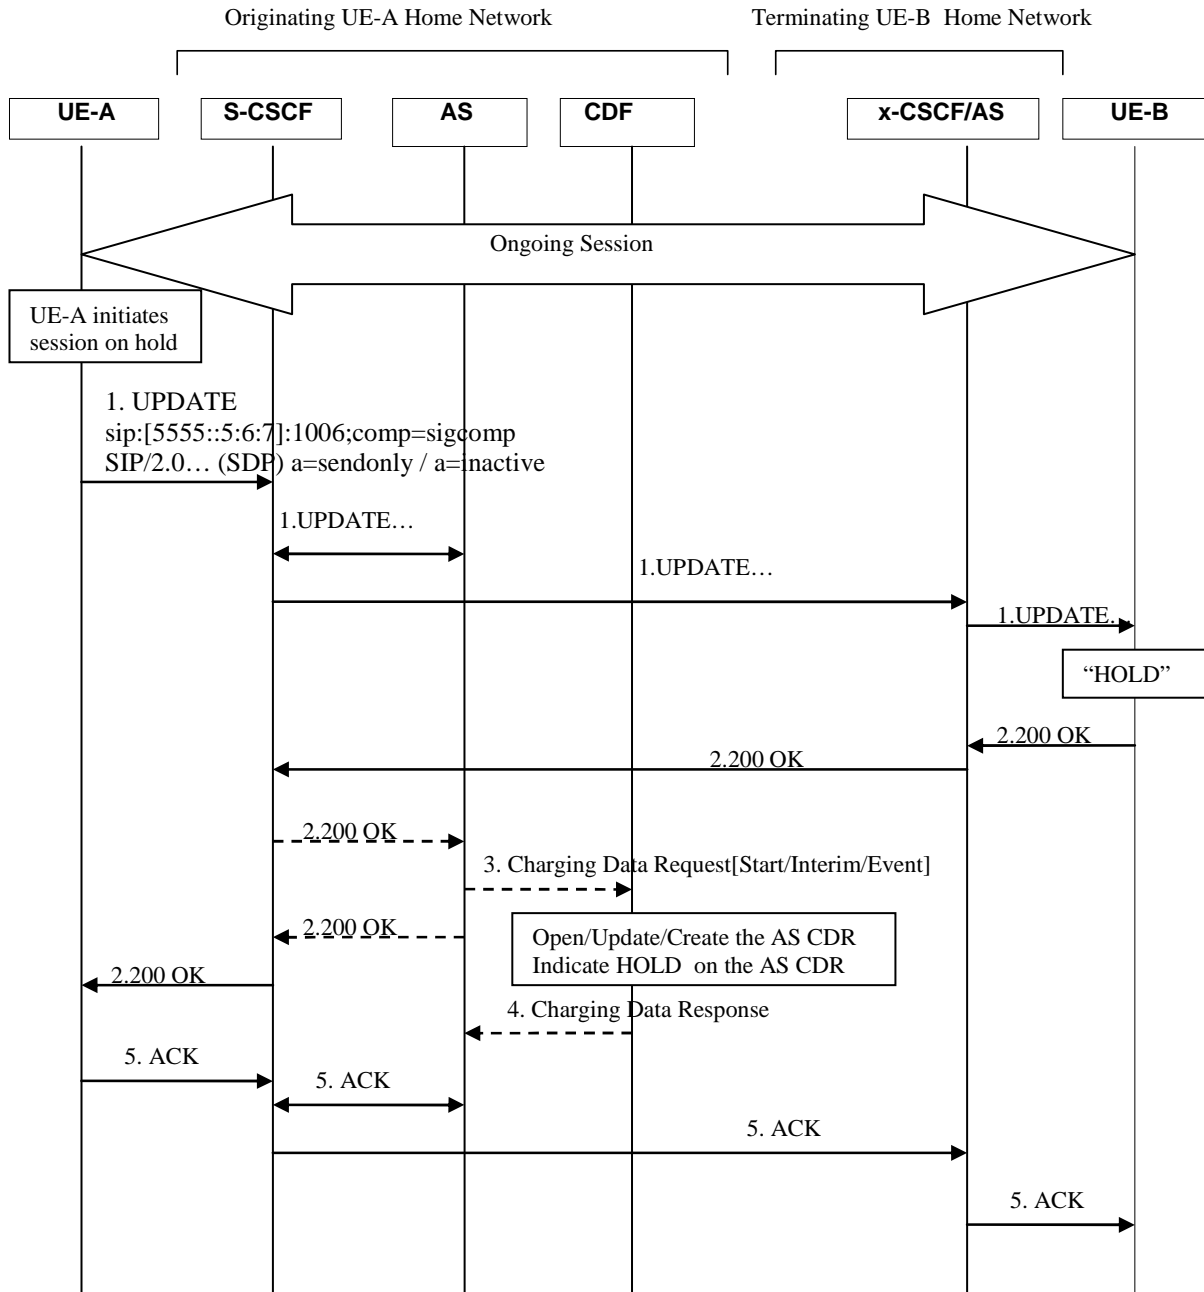 Originating UE-A Home Network
Terminating UE-B  Home Network
UE-A
S-CSCF
AS
CDF
x-CSCF/AS
UE-B
Ongoing Session
UE-A initiates
session on hold
1. UPDATE
sip:[5555::5:6:7]:1006;comp=sigcomp
SIP/2.0… (SDP) a=sendonly / a=inactive
1.UPDATE…
1.UPDATE…
1.UPDATE…
“HOLD”
2.200 OK
2.200 OK
2.200 OK
3. Charging Data Request[Start/Interim/Event]
2.200 OK
Open/Update/Create the AS CDR
Indicate HOLD  on the AS CDR
2.200 OK
4. Charging Data Response
5. ACK
5. ACK
5. ACK
5. ACK